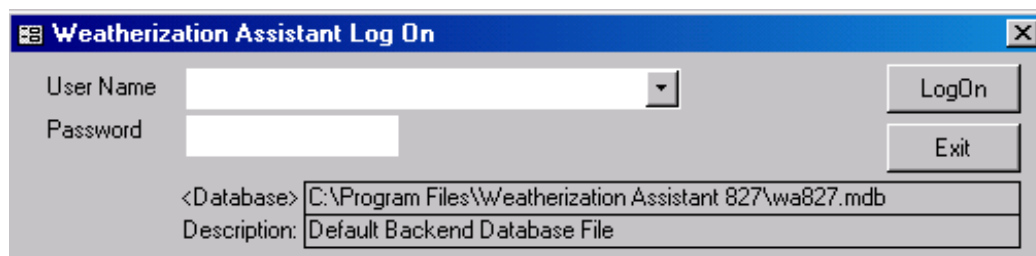 Weatherization Assistant Log On
User Name
LogOn
Password
Exit
<Database> C:\Program Files\Weatherization Assistant 827\wa827.mdb
Description: Default Backend Database File